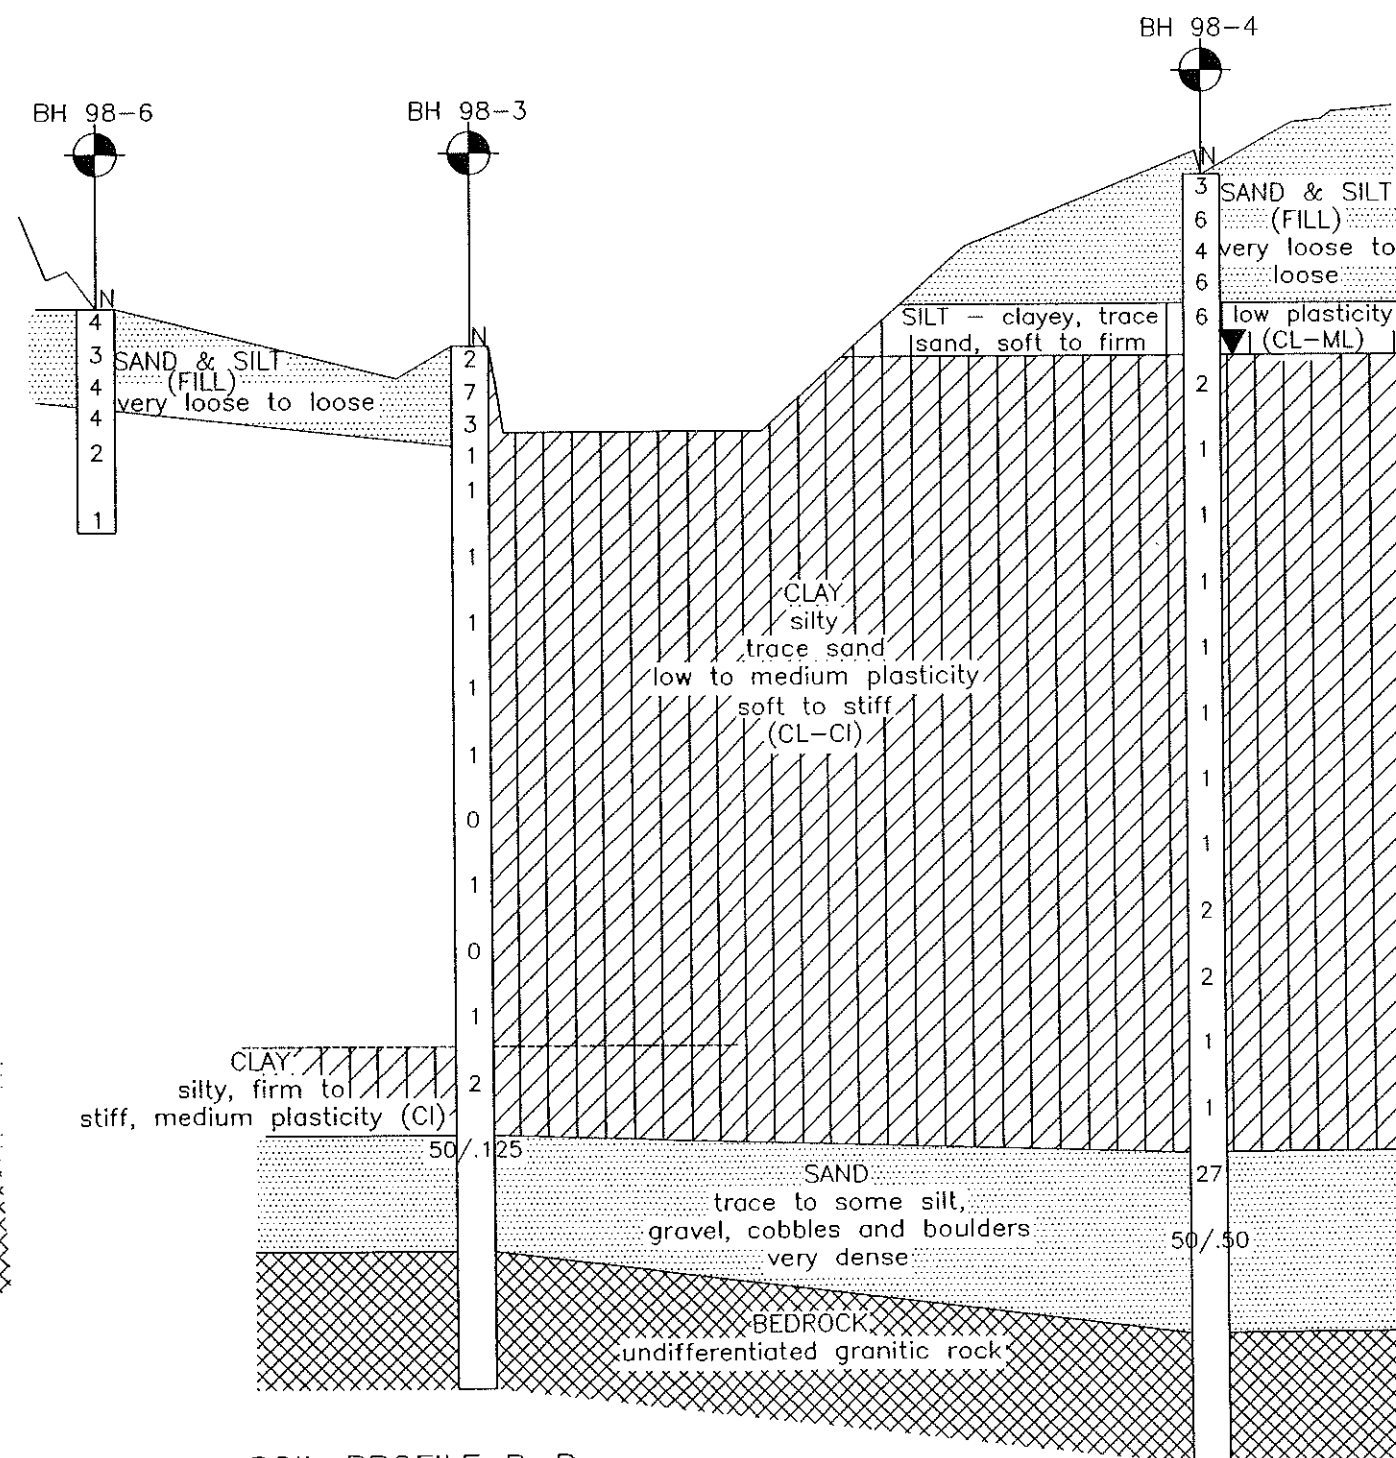 BH 98-4
BH 98-6
BH 98-3
N
3
6
4
6
6
2
1
1
1
1
1
1
1
2
2
1
1
27
50/.50
SAND & SILT
(FILL)
very loose to
loose
low plasticity
(CL-ML)
SILT - clayey, trace
sand, soft to firm
N
4
3
4
4
2
1
SAND & SILT
(FILL)
very loose to loose
N
2
7
3
1
1
1
1
1
1
0
1
0
1
2
50/.125
CLAY
silty
trace sand
low to medium plasticity
soft to stiff
(CL-CI)
CLAY
silty, firm to
stiff, medium plasticity (CI)
SAND
trace to some silt,
gravel, cobbles and boulders
very dense
BEDROCK
undifferentiated granitic rock